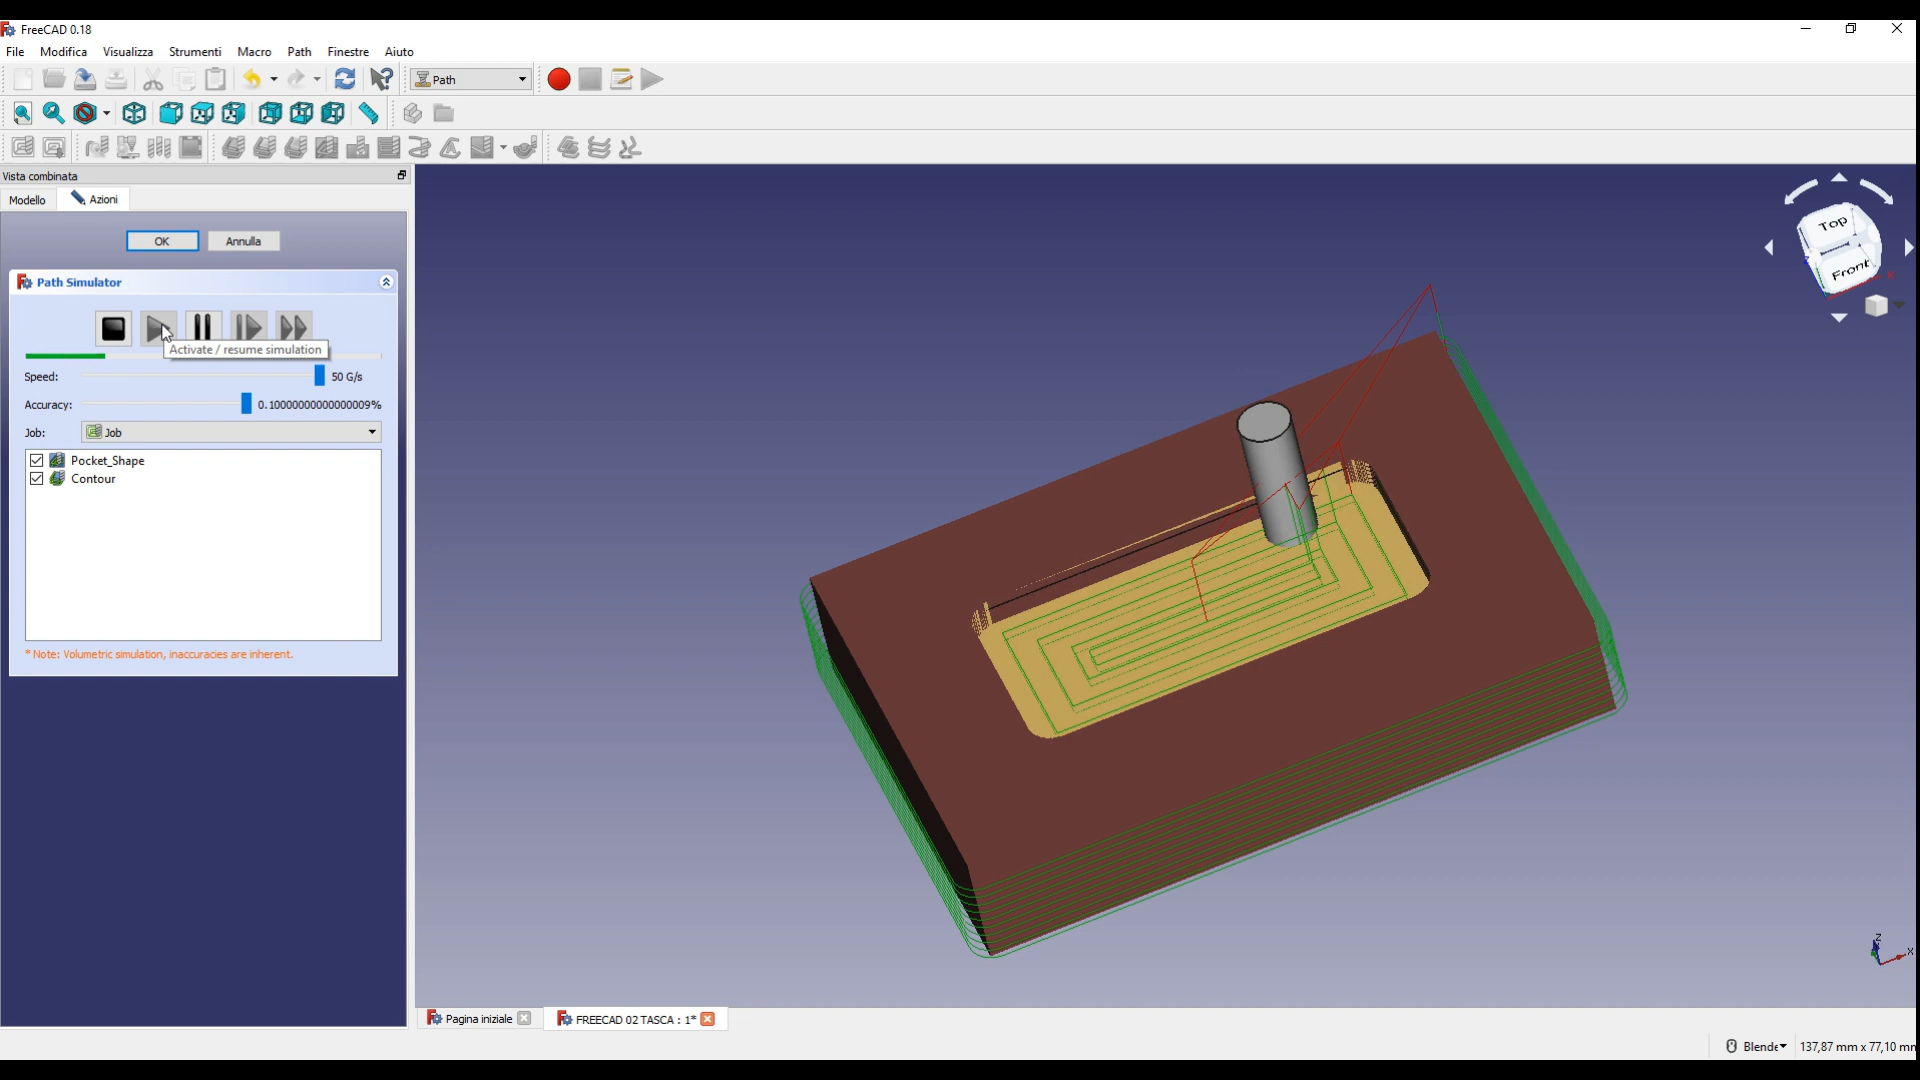 FreeCAD 0.18
File Modifica Visualizza Strumenti Macro Path Finestre Aiuto
Path
Vista combinata
Modello Azioni
OK Annulla
Path Simulator
Activate / resume simulation
Speed: 50 G/s
Accuracy: 0.10000000000000009%
Job: Job
Pocket_Shape
Contour
* Note: Volumetric simulation, inaccuracies are inherent.
Top
Front
Z
X
Pagina iniziale FREECAD 02 TASCA : 1*
Blende 137,87 mm x 77,10 mm